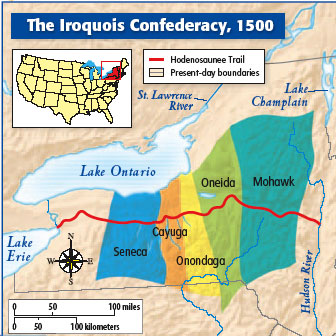 The Iroquois Confederacy, 1500
Hodenosaunee Trail
Present-day boundaries
St. Lawrence
River
Lake
Champlain
Lake Ontario
Oneida
Mohawk
Cayuga
Lake
Erie
N
W
E
S
Seneca
Onondaga
Hudson River
0 50 100 miles
0 50 100 kilometers